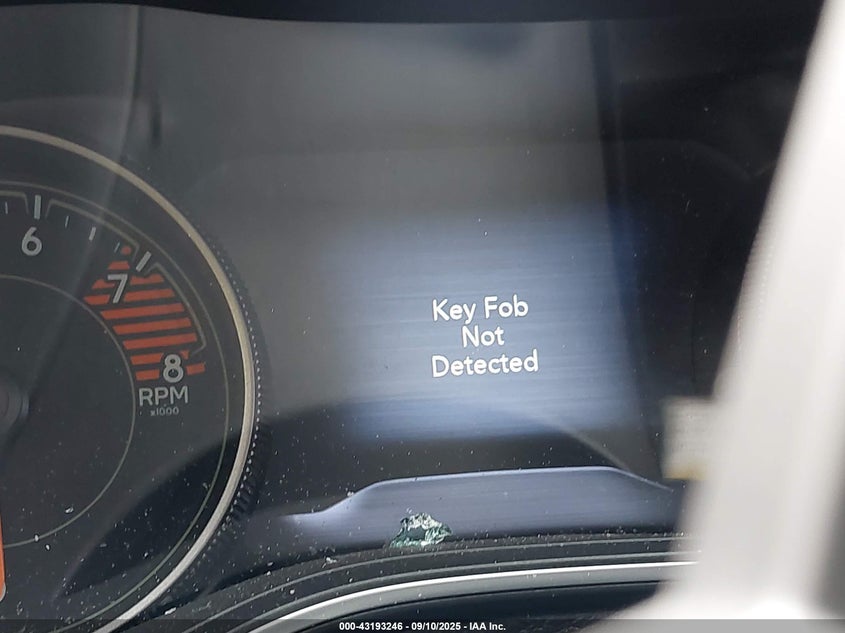 6
7
8
RPM
x1000
Key Fob
Not
Detected
000-43193246 - 09/10/2025 - IAA Inc.